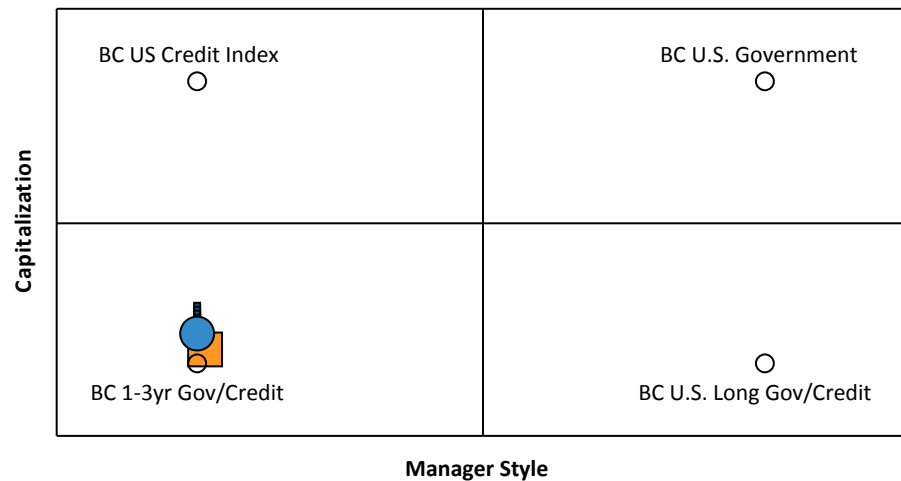 BC US Credit Index
BC U.S. Government
Capitalization
BC 1-3yr Gov/Credit
BC U.S. Long Gov/Credit
Manager Style